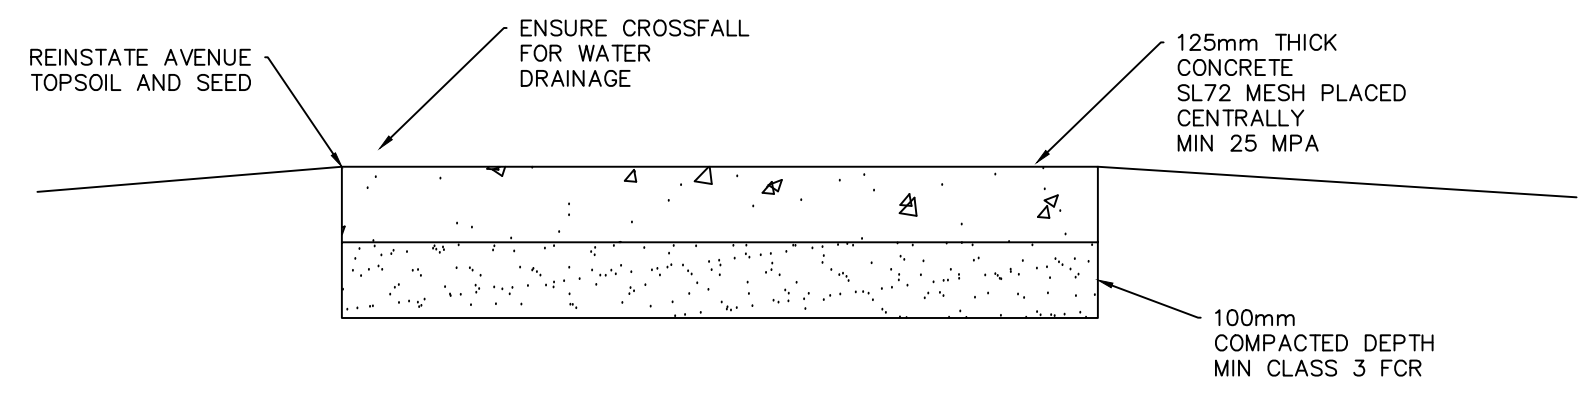 REINSTATE AVENUE
TOPSOIL AND SEED
ENSURE CROSSFALL
FOR WATER
DRAINAGE
125mm THICK
CONCRETE
SL72 MESH PLACED
CENTRALLY
MIN 25 MPA
100mm
COMPACTED DEPTH
MIN CLASS 3 FCR